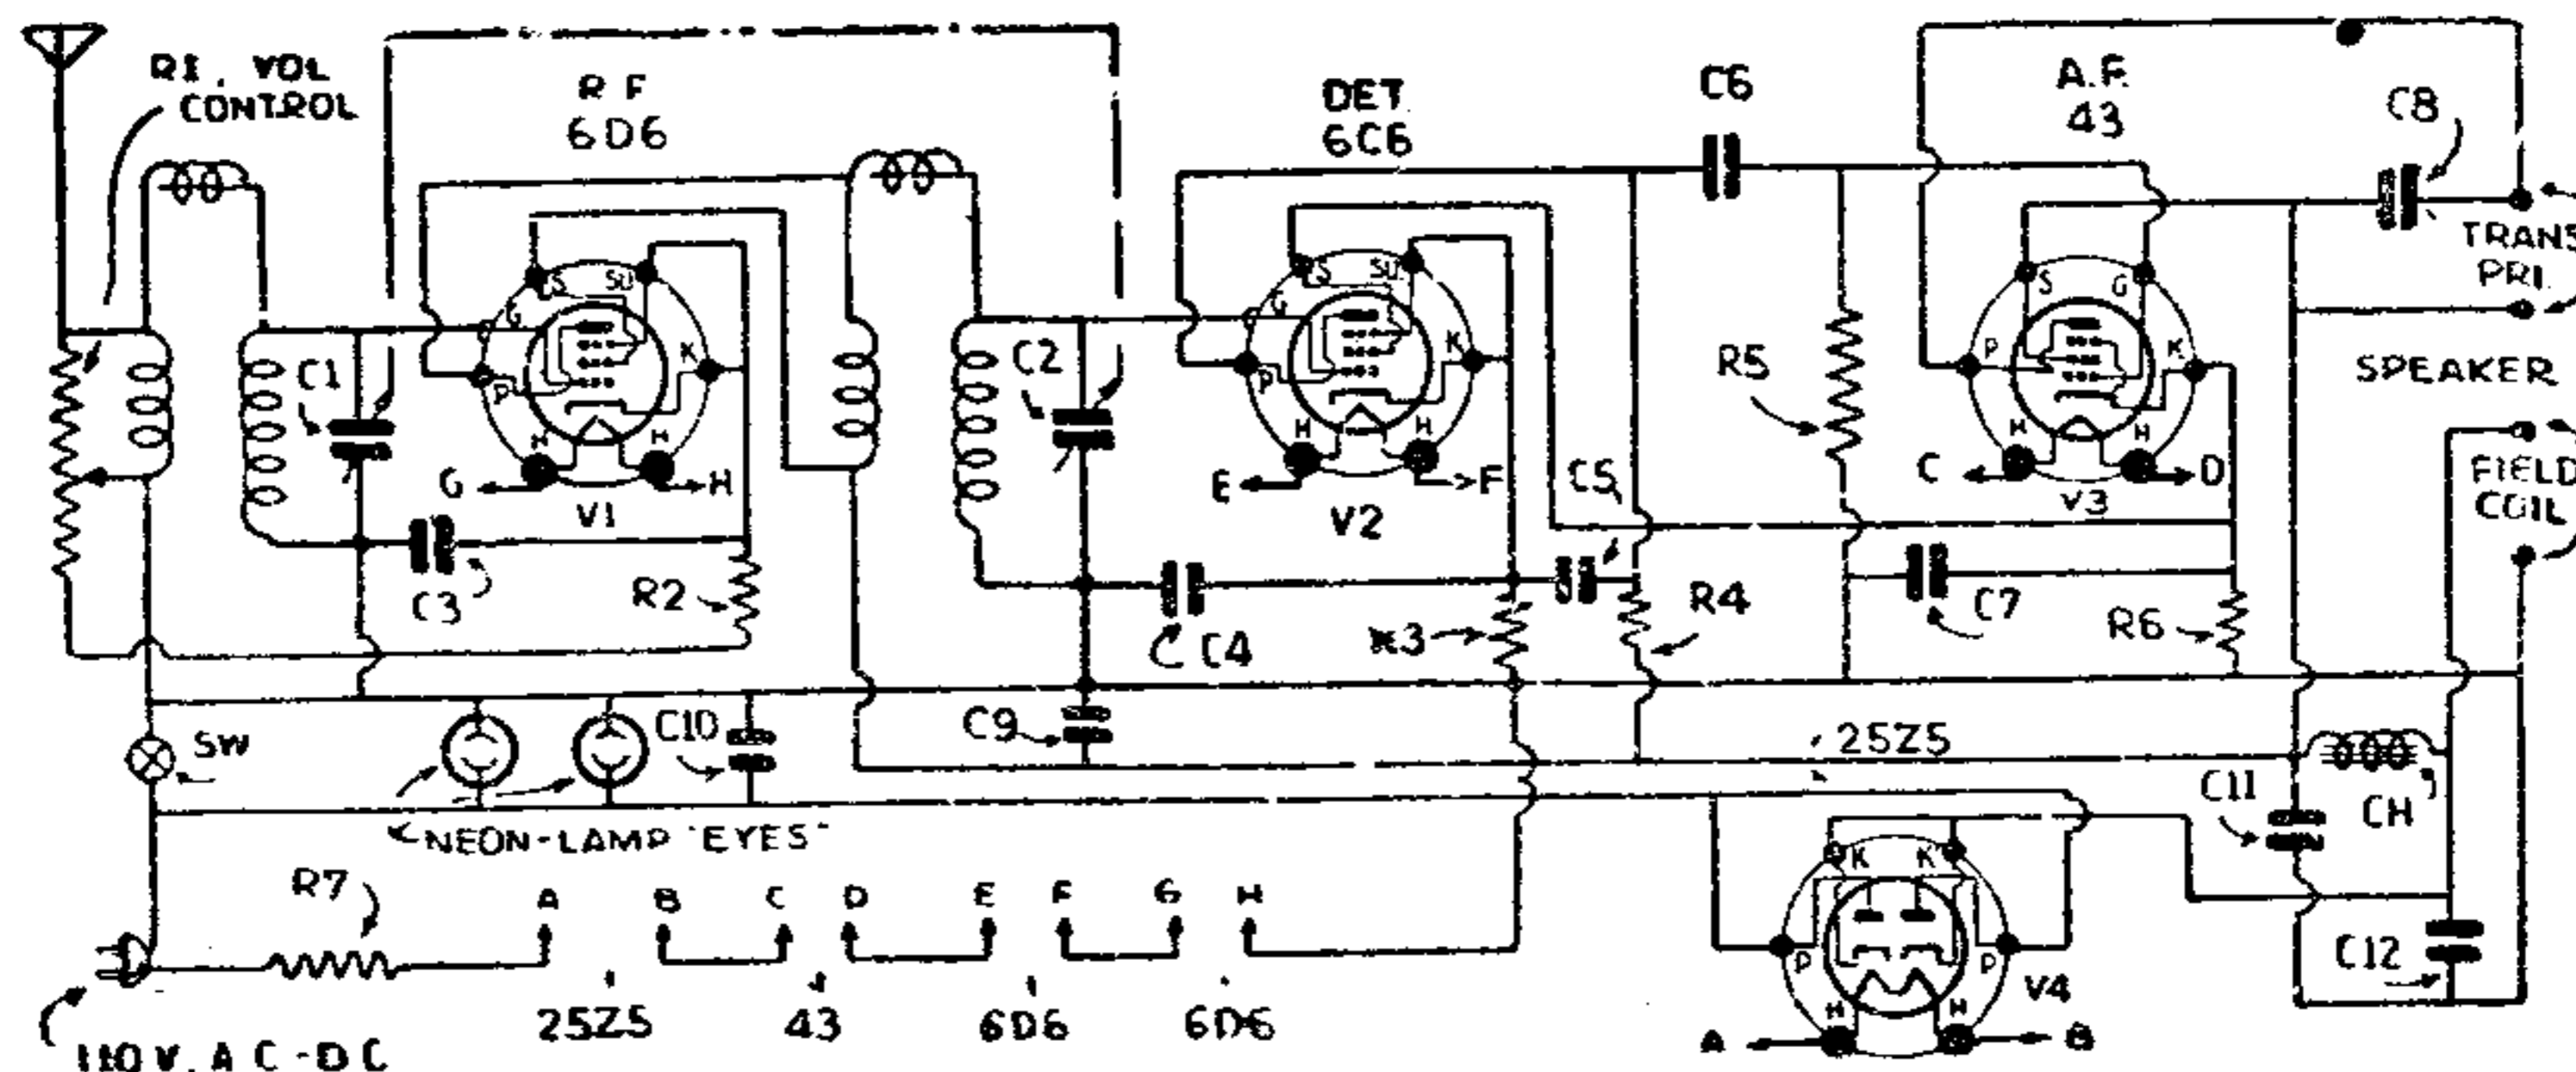 R1. VOL
CONTROL
R F
6D6
DET.
6C6
C6
A.F.
43
C8
TRANS
PRI.
SPEAKER
FIELD
COIL
C1
G
S
SU
K
P
H
H
G
H
V1
C2
G
S
SU
K
P
H
H
E
F
V2
R5
S
G
P
K
H
H
C
D
V3
C5
C3
R2
C4
R4
C7
R6
SW
C10
C9
25Z5
C11
CH
NEON-LAMP "EYES"
R7
A
B
C
D
E
F
G
H
K
K
P
P
H
H
V4
A
B
C12
25Z5
43
6D6
6D6
110 V. A C - D C